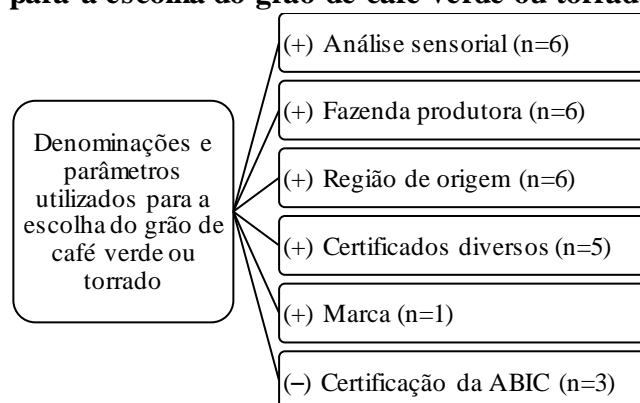 para a escolha do grão de café verde ou torrado
Denominações e
parâmetros
utilizados para a
escolha do grão de
café verde ou
torrado
(+) Análise sensorial (n=6)
(+) Fazenda produtora (n=6)
(+) Região de origem (n=6)
(+) Certificados diversos (n=5)
(+) Marca (n=1)
(–) Certificação da ABIC (n=3)